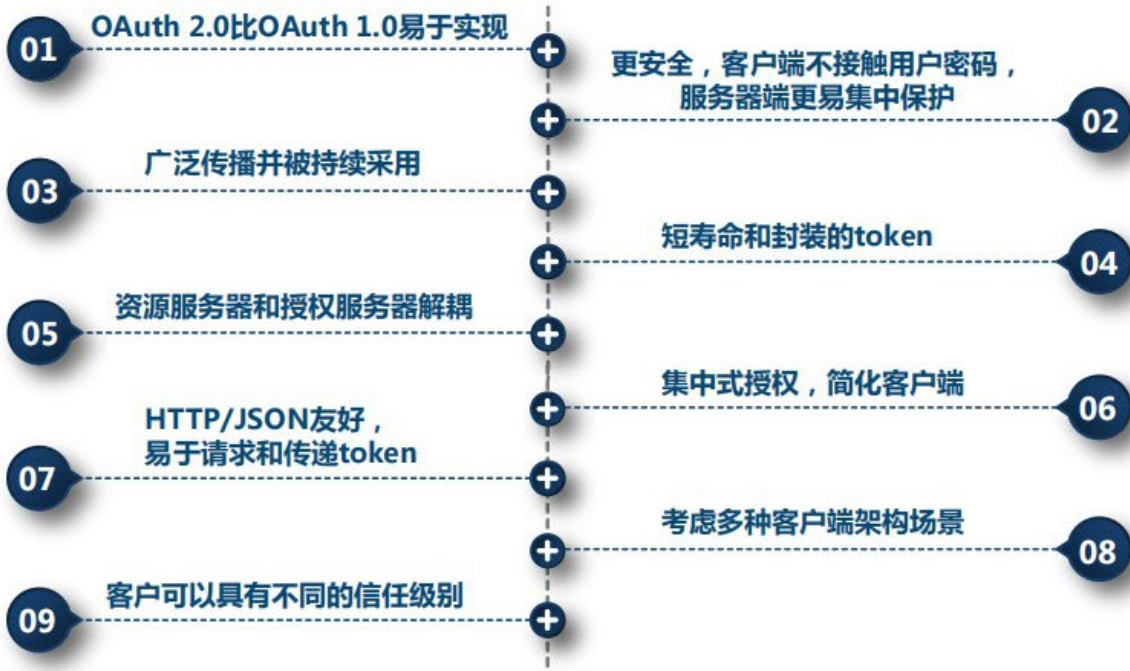 01
OAuth 2.0比OAuth 1.0易于实现
更安全，客户端不接触用户密码，
服务器端更易集中保护
02
03
广泛传播并被持续采用
短寿命和封装的token
04
05
资源服务器和授权服务器解耦
集中式授权，简化客户端
06
HTTP/JSON友好，
易于请求和传递token
07
考虑多种客户端架构场景
08
09
客户可以具有不同的信任级别